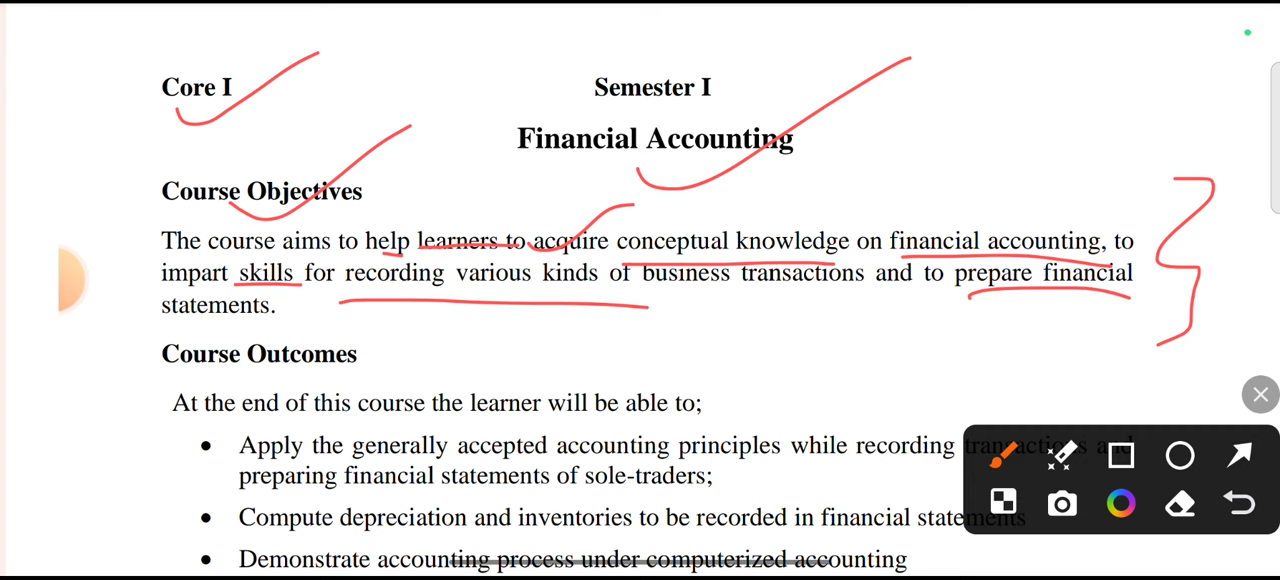 Core I
Semester I
Financial Accounting
Course Objectives
The course aims to help learners to acquire conceptual knowledge on financial accounting, to
impart skills for recording various kinds of business transactions and to prepare financial
statements.
Course Outcomes
At the end of this course the learner will be able to;
• Apply the generally accepted accounting principles while recording transactions and
preparing financial statements of sole-traders;
• Compute depreciation and inventories to be recorded in financial statements
• Demonstrate accounting process under computerized accounting